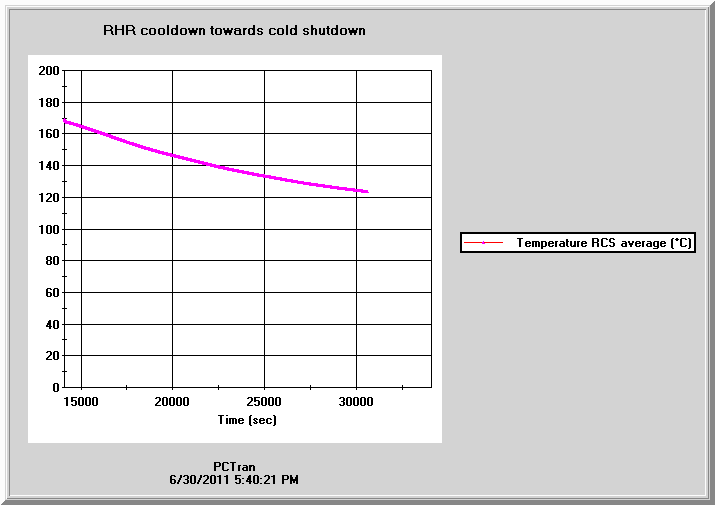 RHR cooldown towards cold shutdown
200
180
160
140
120
100
80
60
40
20
0
15000 20000 25000 30000
Time (sec)
Temperature RCS average (°C)
PCTran
6/30/2011 5:40:21 PM